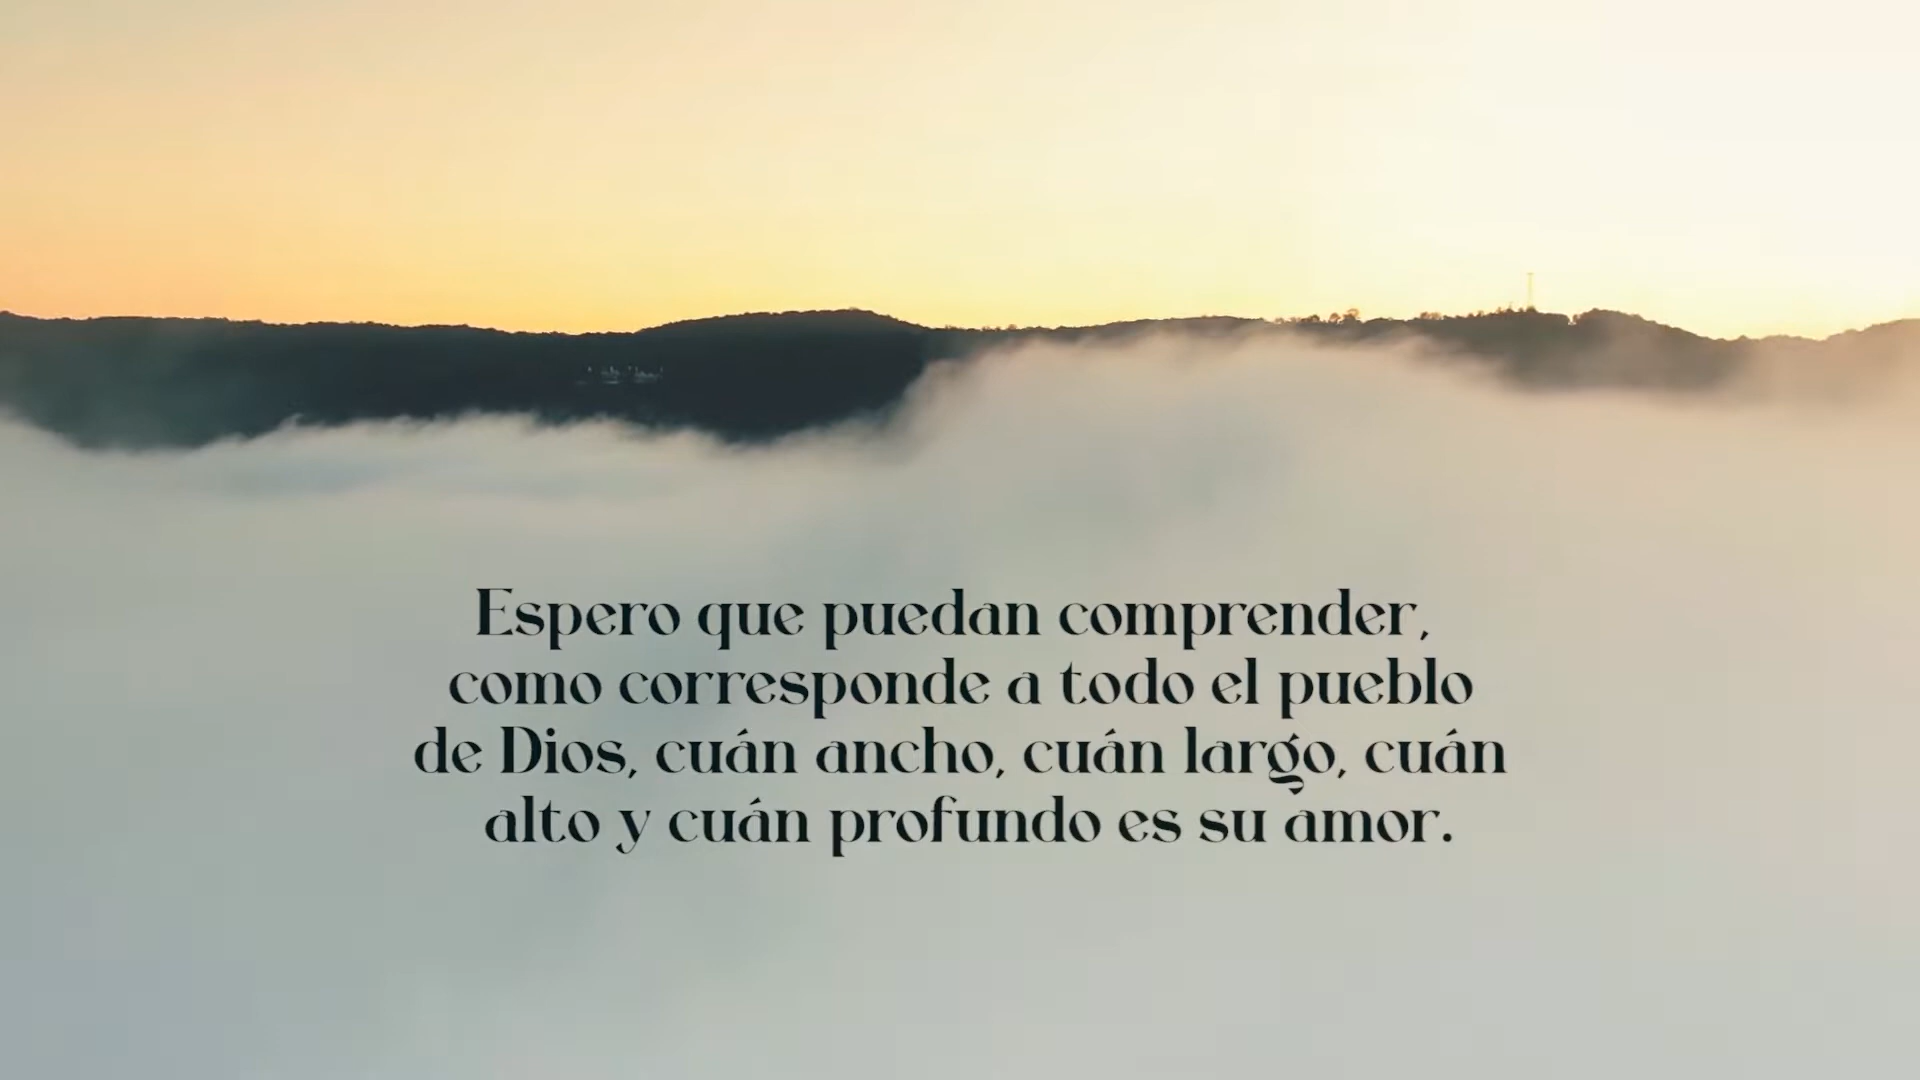 Espero que puedan comprender,
como corresponde a todo el pueblo
de Dios, cuán ancho, cuán largo, cuán
alto y cuán profundo es su amor.